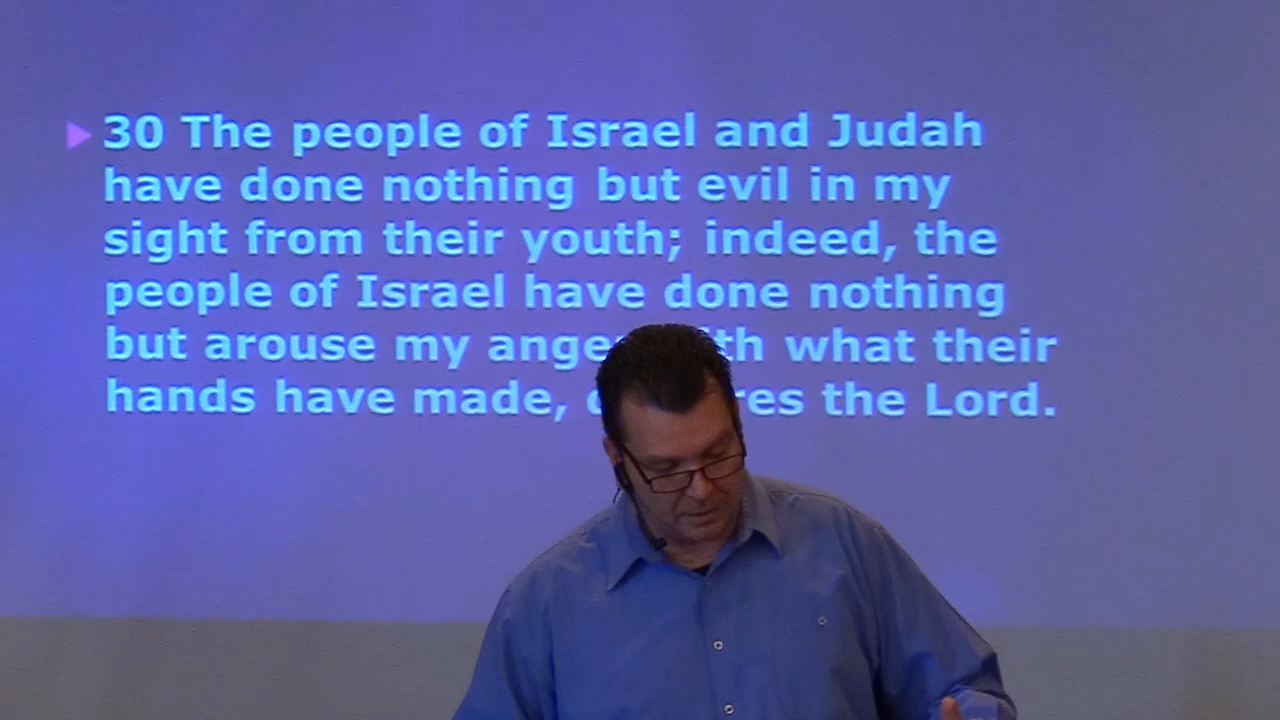 30 The people of Israel and Judah
have done nothing but evil in my
sight from their youth; indeed, the
people of Israel have done nothing
but arouse my what their
hands have made, the Lord.